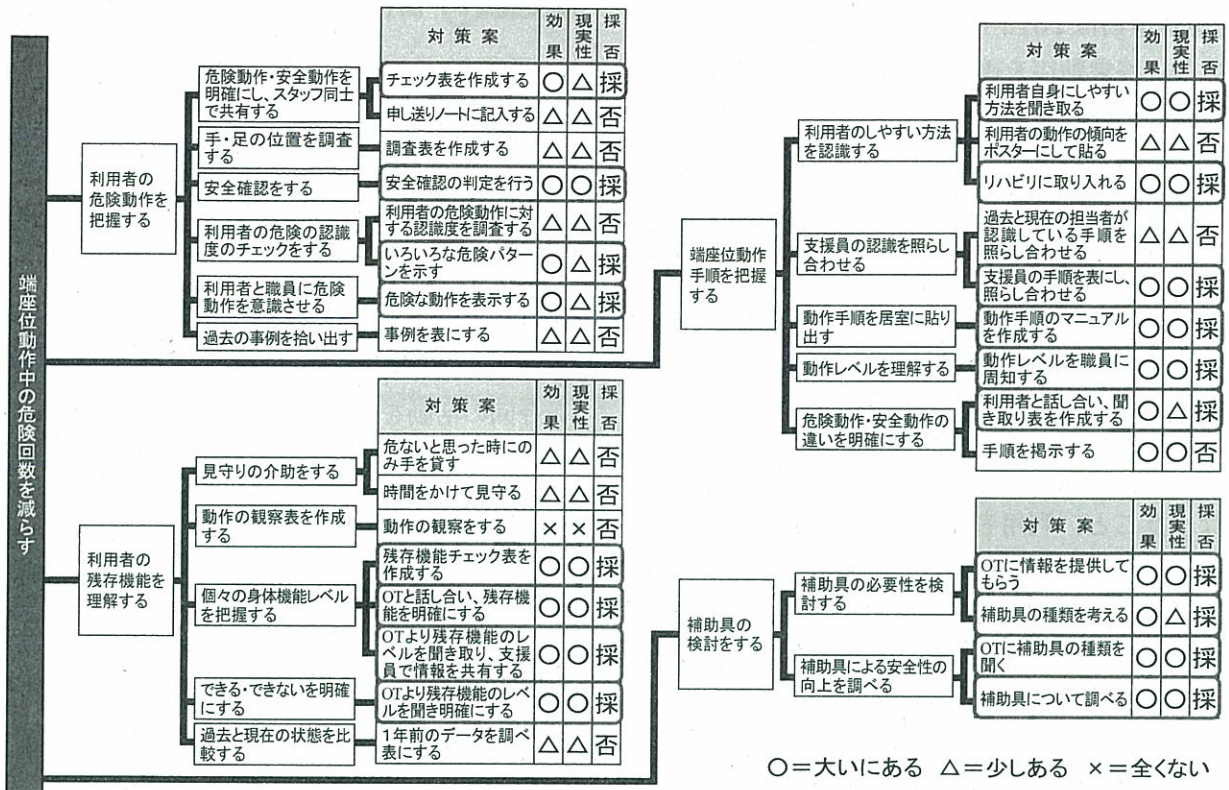 端座位動作中の危険回数を減らす
利用者の
危険動作を
把握する
危険動作・安全動作を
明確にし、スタッフ同士
で共有する
手・足の位置を調査
する
安全確認をする
利用者の危険の認識
度のチェックをする
利用者と職員に危険
動作を意識させる
過去の事例を拾い出す
対策案 効果 現実性 採否
チェック表を作成する ○ △ 採
申し送りノートに記入する △ △ 否
調査表を作成する △ △ 否
安全確認の判定を行う ○ ○ 採
利用者の危険動作に対
する認識度を調査する △ △ 否
いろいろな危険パター
ンを示す ○ △ 採
危険な動作を表示する ○ △ 採
事例を表にする △ △ 否
利用者の
残存機能を
理解する
見守りの介助をする
動作の観察表を作成
する
個々の身体機能レベル
を把握する
できる・できないを明確
にする
過去と現在の状態を比
較する
対策案 効果 現実性 採否
危ないと思った時にの
み手を貸す △ △ 否
時間をかけて見守る △ △ 否
動作の観察をする × × 否
残存機能チェック表を
作成する ○ ○ 採
OTと話し合い、残存機
能を明確にする ○ ○ 採
OTより残存機能のレ
ベルを聞き取り、支援
員で情報を共有する ○ ○ 採
OTより残存機能のレベ
ルを聞き明確にする ○ ○ 採
1年前のデータを調べ
表にする △ △ 否
端座位動作
手順を把握
する
利用者のしやすい方法
を認識する
支援員の認識を照らし
合わせる
動作手順を居室に貼り
出す
動作レベルを理解する
危険動作・安全動作の
違いを明確にする
対策案 効果 現実性 採否
利用者自身にしやすい
方法を聞き取る ○ ○ 採
利用者の動作の傾向を
ポスターにして貼る △ △ 否
リハビリに取り入れる ○ ○ 採
過去と現在の担当者が
認識している手順を
照らし合わせる △ △ 否
支援員の手順を表にし、
照らし合わせる ○ ○ 採
動作手順のマニュアル
を作成する ○ ○ 採
動作レベルを職員に
周知する ○ ○ 採
利用者と話し合い、聞
き取り表を作成する ○ △ 採
手順を掲示する ○ ○ 否
補助具の
検討をする
補助具の必要性を検
討する
補助具による安全性の
向上を調べる
対策案 効果 現実性 採否
OTに情報を提供して
もらう ○ ○ 採
補助具の種類を考える ○ △ 採
OTに補助具の種類を
聞く ○ ○ 採
補助具について調べる ○ ○ 採
○=大いにある △=少しある ×=全くない